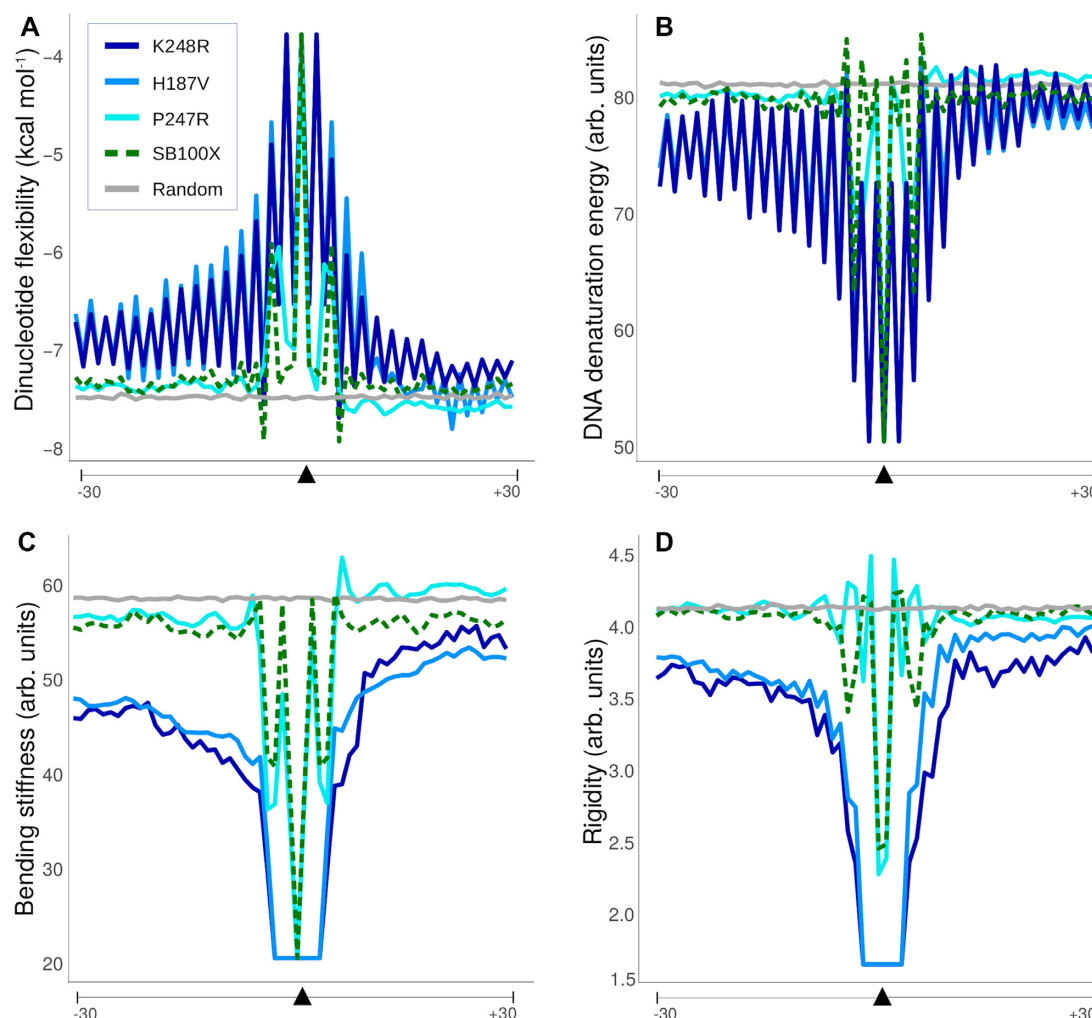 A
Dinucleotide flexibility (kcal mol⁻¹)
K248R
H187V
P247R
SB100X
Random
−4
−5
−6
−7
−8
-30
+30
B
DNA denaturation energy (arb. units)
80
70
60
50
-30
+30
C
Bending stiffness (arb. units)
60
50
40
30
20
-30
+30
D
Rigidity (arb. units)
4.5
4.0
3.5
3.0
2.5
2.0
1.5
-30
+30